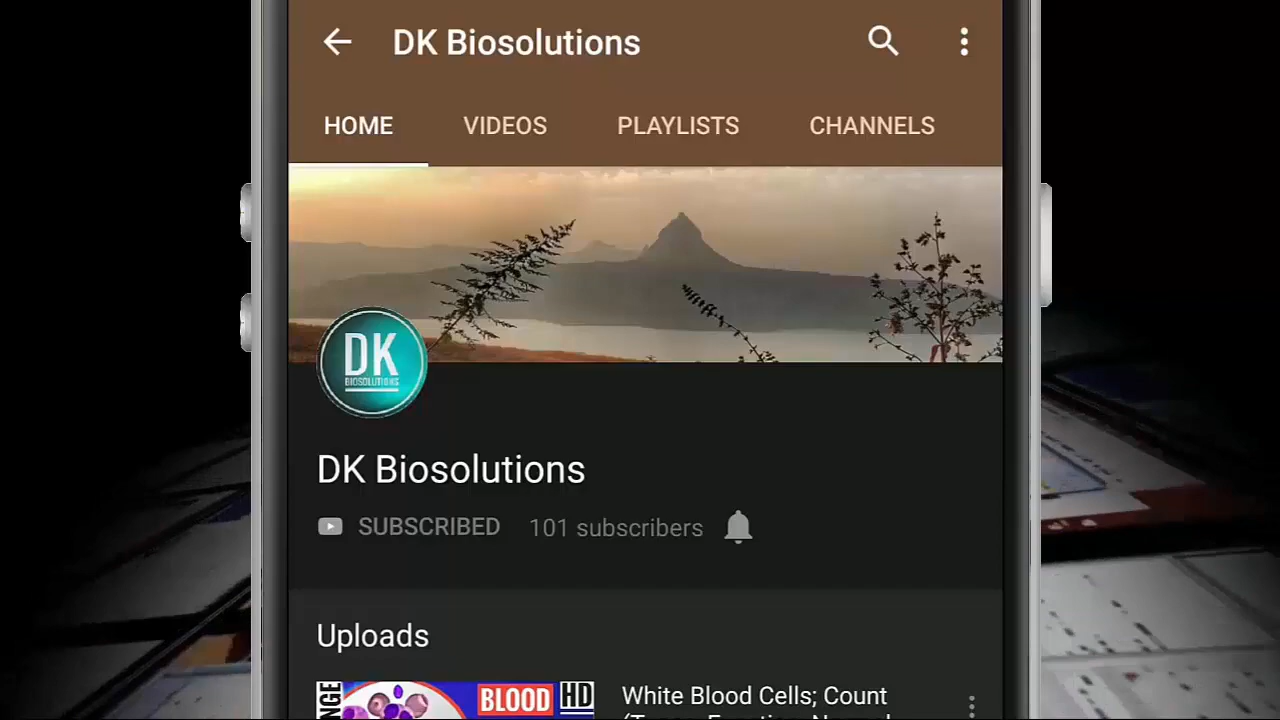 DK Biosolutions
HOME VIDEOS PLAYLISTS CHANNELS
DK
BIOSOLUTIONS
DK Biosolutions
SUBSCRIBED 101 subscribers
Uploads
BLOOD HD
White Blood Cells; Count